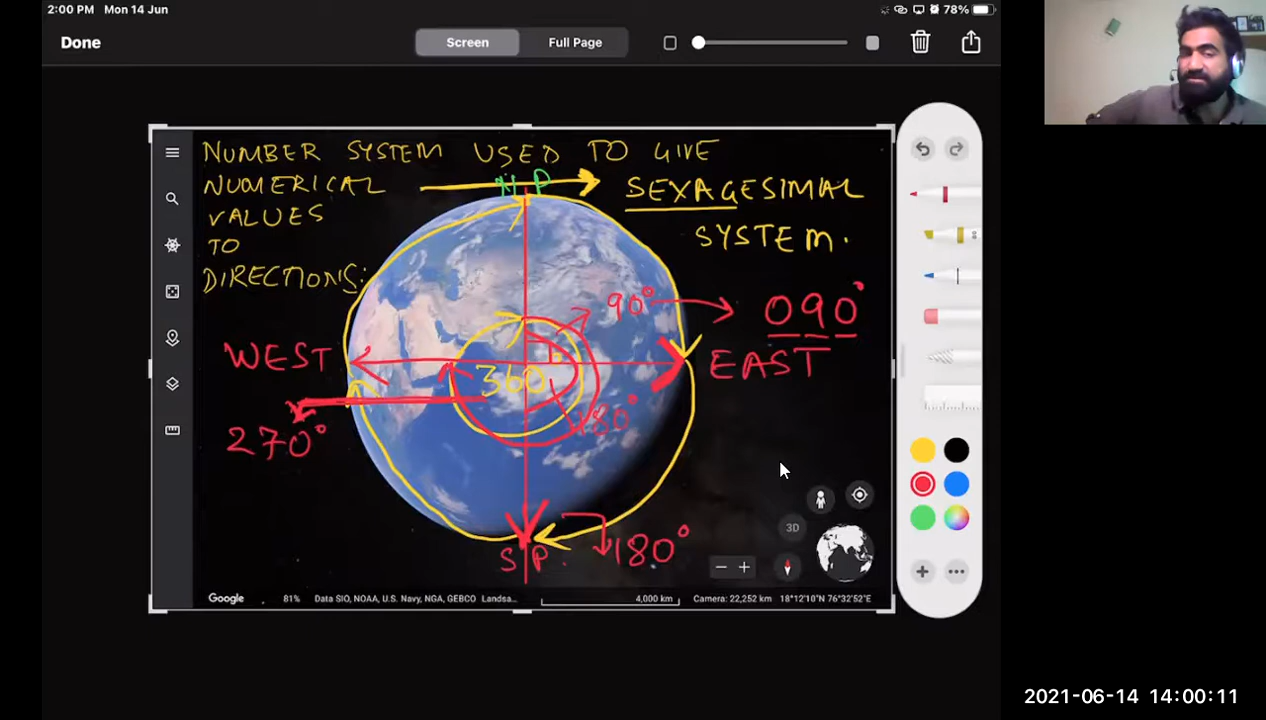 2:00 PM Mon 14 Jun
78%
Done
Screen
Full Page
NUMBER SYSTEM USED TO GIVE
NUMERICAL
VALUES
TO
DIRECTIONS:
SEXAGESIMAL
SYSTEM.
N P
90°
090°
WEST
EAST
360
180°
270°
S P.
180°
3D
Google
81%
Data SIO, NOAA, U.S. Navy, NGA, GEBCO Landsa...
4,000 km
Camera: 22,252 km
18°12'10"N 76°32'52"E
2021-06-14 14:00:11